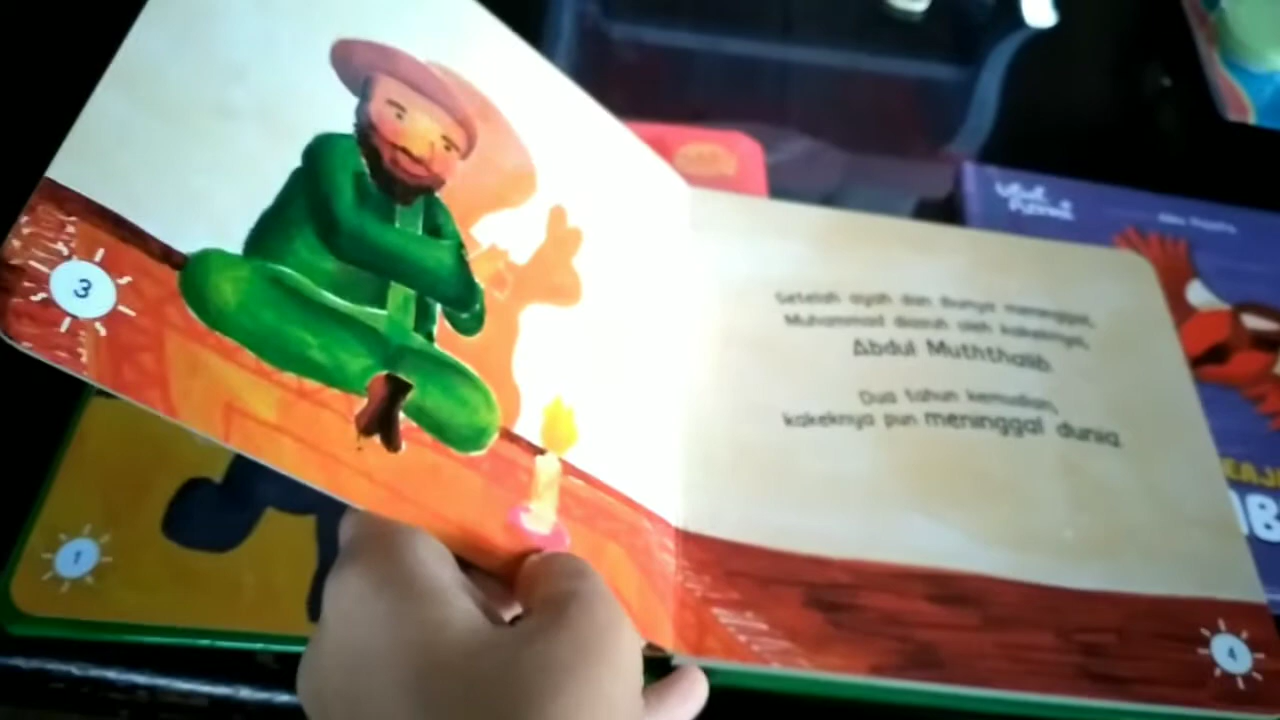 3
Setelah ayah dan ibunya meninggal,
Muhammad diasuh oleh kakeknya,
Abdul Muththalib.
Dua tahun kemudian,
kakeknya pun meninggal dunia.
4
1